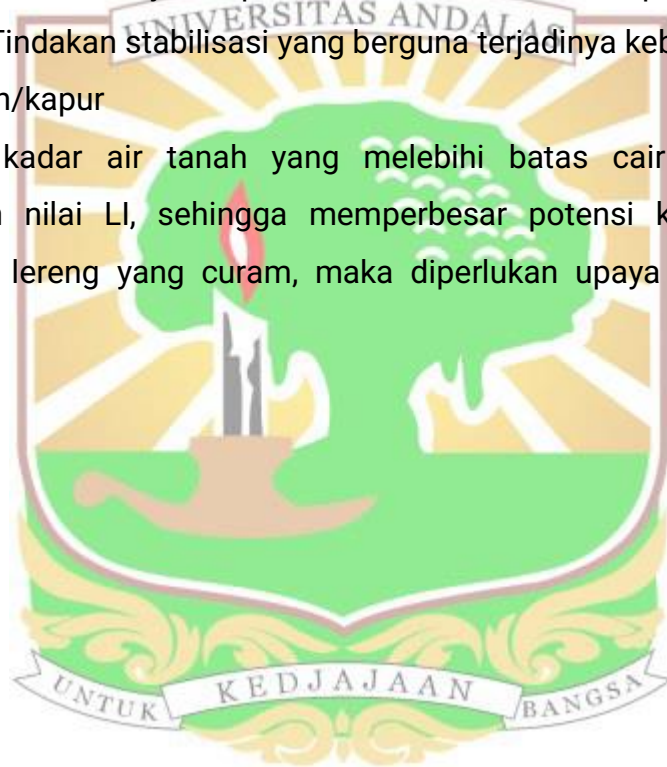 UNIVERSITAS ANDALAS
Tindakan stabilisasi yang berguna terjadinya keb
n/kapur
kadar air tanah yang melebihi batas cair
nilai LI, sehingga memperbesar potensi k
lereng yang curam, maka diperlukan upaya
UNTUK KEDJAJAAN BANGSA